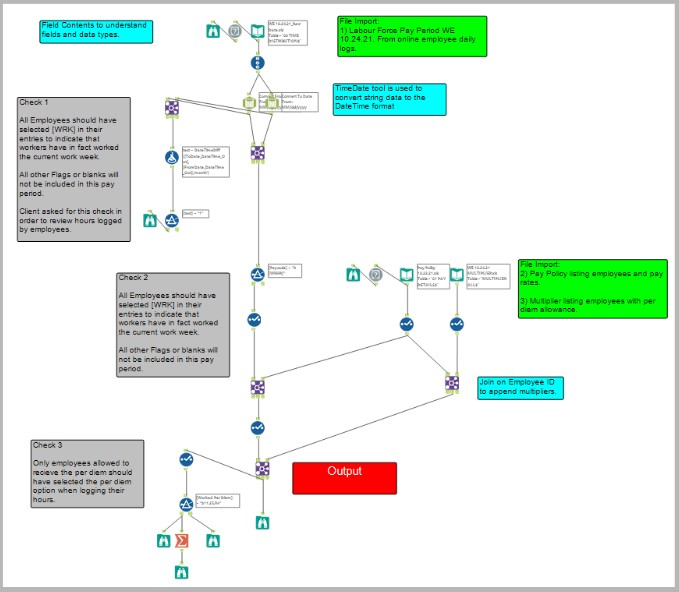 Field Contents to understand
fields and data types.
File Import:
1) Labour Force Pay Period WE
10.24.21. From online employee daily
logs.
TimeDate tool is used to
convert string data to the
DateTime format
Check 1
All Employees should have
selected [WRK] in their
entries to indicate that
workers have in fact worked
the current work week.
All other Flags or blanks will
not be included in this pay
period.
Client asked for this check in
order to review hours logged
by employees.
File Import:
2) Pay Policy listing employees and pay
rates.
3) Multiplier listing employees with per
diem allowance.
Check 2
All Employees should have
selected [WRK] in their
entries to indicate that
workers have in fact worked
the current work week.
All other Flags or blanks will
not be included in this pay
period.
Join on Employee ID
to append multipliers.
Check 3
Only employees allowed to
recieve the per diem should
have selected the per diem
option when logging their
hours.
Output